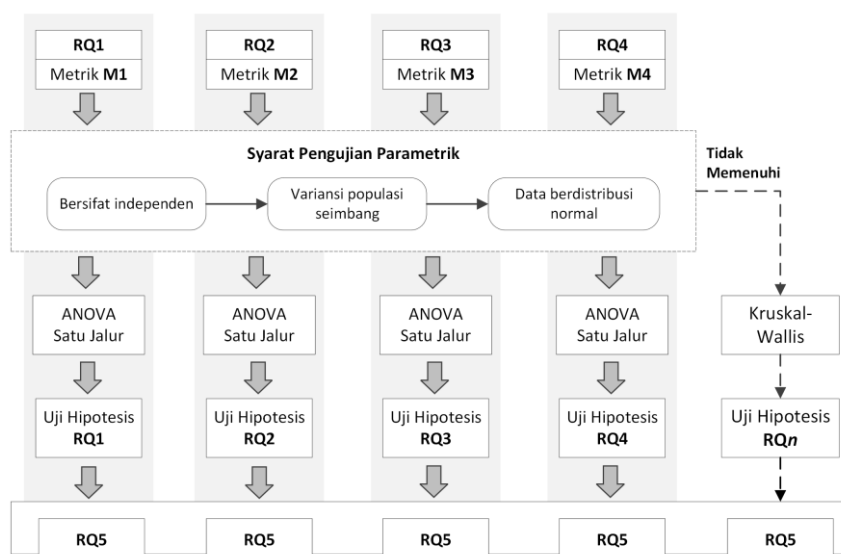 RQ1
RQ2
RQ3
RQ4
Metrik M1
Metrik M2
Metrik M3
Metrik M4
Syarat Pengujian Parametrik
Tidak
Memenuhi
Bersifat independen
Variansi populasi
seimbang
Data berdistribusi
normal
ANOVA
Satu Jalur
ANOVA
Satu Jalur
ANOVA
Satu Jalur
ANOVA
Satu Jalur
Kruskal-
Wallis
Uji Hipotesis
RQ1
Uji Hipotesis
RQ2
Uji Hipotesis
RQ3
Uji Hipotesis
RQ4
Uji Hipotesis
RQn
RQ5
RQ5
RQ5
RQ5
RQ5